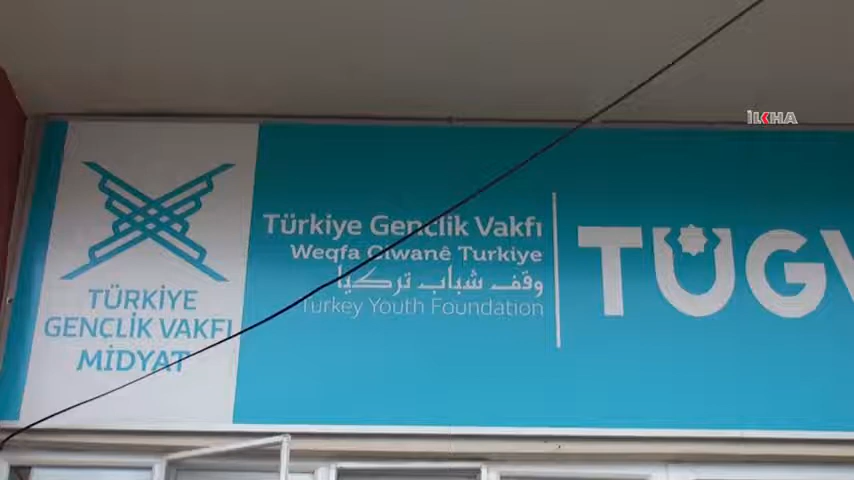 İLKHA
TÜRKİYE
GENÇLİK VAKFI
MİDYAT
Türkiye Gençlik Vakfı
Weqfa Ciwanê Turkiye
وقف شباب تركيا
Turkey Youth Foundation
TÜGV